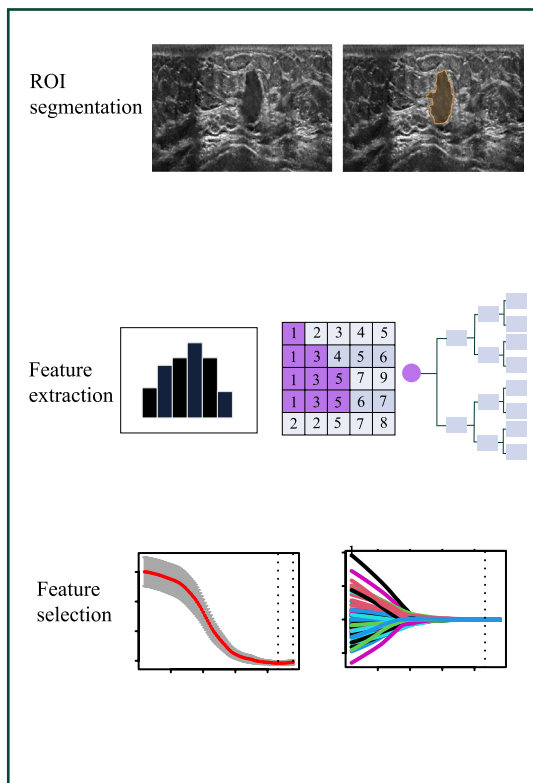 ROI
segmentation
Feature
extraction
1 2 3 4 5
1 3 4 5 6
1 3 5 7 9
1 3 5 6 7
2 2 5 7 8
Feature
selection
1